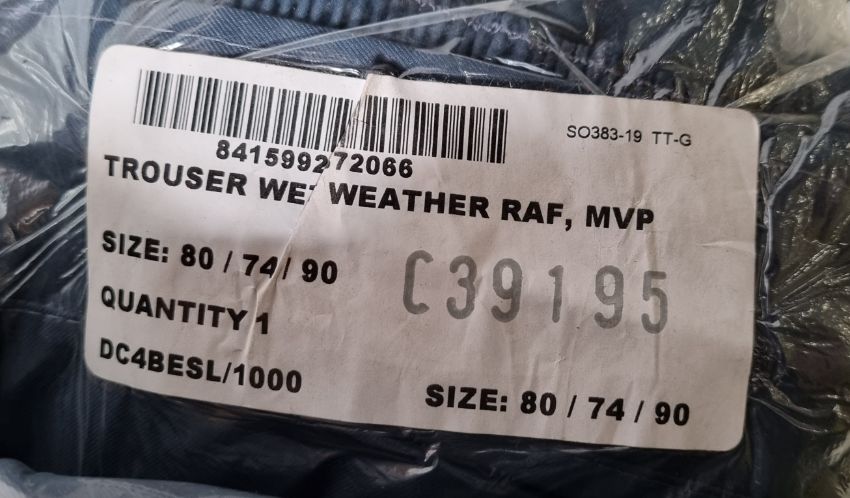 SO383-19 TT-G
841599272066
TROUSER WET WEATHER RAF, MVP
SIZE: 80 / 74 / 90
C39195
QUANTITY 1
DC4BESL/1000
SIZE: 80 / 74 / 90